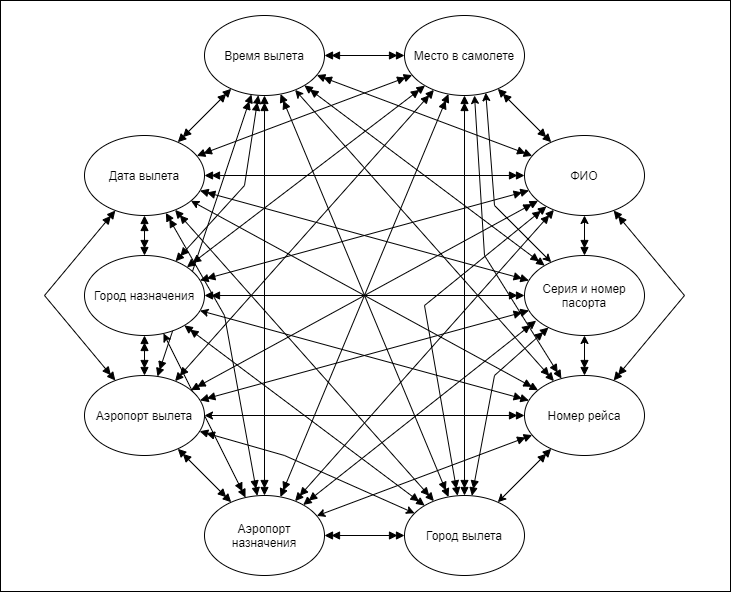 Время вылета
Место в самолете
Дата вылета
ФИО
Город назначения
Серия и номер
пасорта
Аэропорт вылета
Номер рейса
Аэропорт
назначения
Город вылета